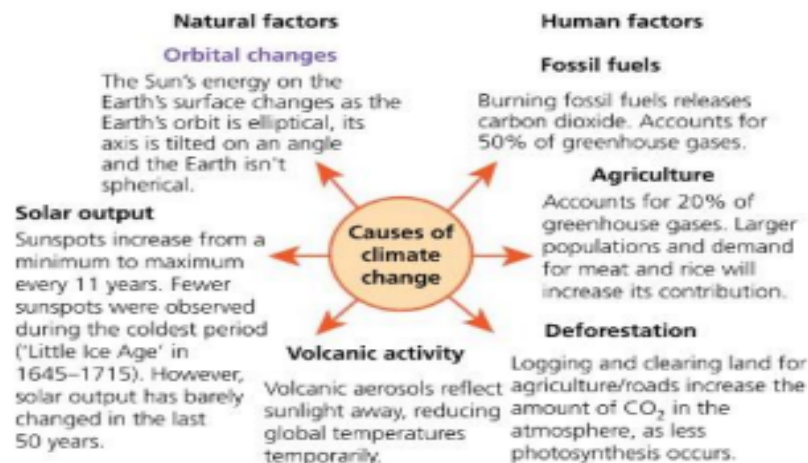 Natural factors
Orbital changes
The Sun's energy on the
Earth's surface changes as the
Earth's orbit is elliptical, its
axis is tilted on an angle
and the Earth isn't
spherical.
Solar output
Sunspots increase from a
minimum to maximum
every 11 years. Fewer
sunspots were observed
during the coldest period
('Little Ice Age' in
1645–1715). However,
solar output has barely
changed in the last
50 years.
Volcanic activity
Volcanic aerosols reflect
sunlight away, reducing
global temperatures
temporarily.
Causes of
climate
change
Human factors
Fossil fuels
Burning fossil fuels releases
carbon dioxide. Accounts for
50% of greenhouse gases.
Agriculture
Accounts for 20% of
greenhouse gases. Larger
populations and demand
for meat and rice will
increase its contribution.
Deforestation
Logging and clearing land for
agriculture/roads increase the
amount of CO₂ in the
atmosphere, as less
photosynthesis occurs.